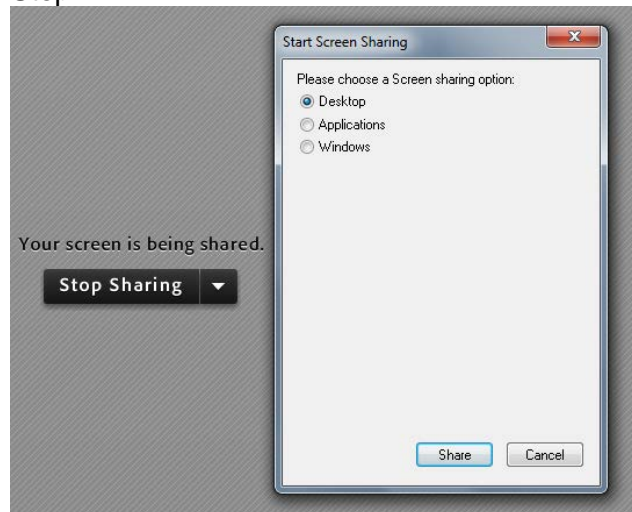 Start Screen Sharing
Please choose a Screen sharing option:
Desktop
Applications
Windows
Your screen is being shared.
Stop Sharing
Share Cancel